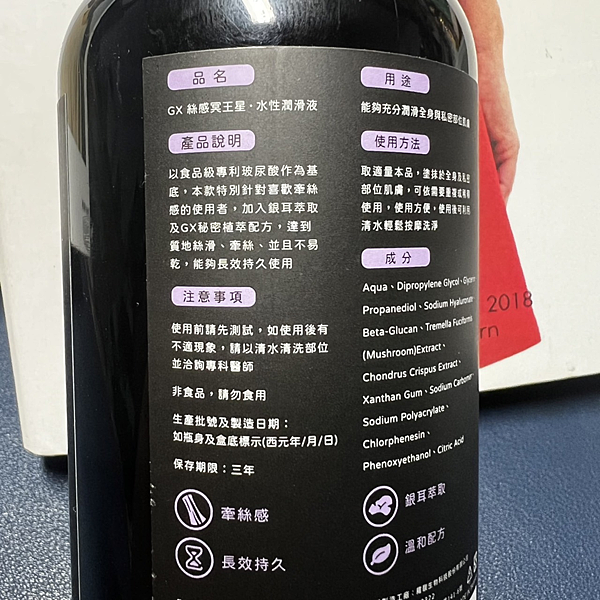 品名
GX 絲感冥王星·水性潤滑液
產品說明
以食品級專利玻尿酸作為基
底，本款特別針對喜歡牽絲
感的使用者，加入銀耳萃取
及GX秘密植萃配方，達到
質地絲滑、牽絲、並且不易
乾，能夠長效持久使用
注意事項
使用前請先測試，如使用後有
不適現象，請以清水清洗部位
並洽詢專科醫師
非食品，請勿食用
生產批號及製造日期：
如瓶身及盒底標示(西元年/月/日)
保存期限：三年
牽絲感
長效持久
用途
能夠充分潤滑全身與私密部位肌膚
使用方法
取適量本品，塗抹於全身及私密
部位肌膚，可依需要重複或補帶
使用，使用方便，使用後可利用
清水輕鬆按摩洗淨
成分
Aqua、Dipropylene Glycol、Glycerin
Propanediol、Sodium Hyaluronate
Beta-Glucan、Tremella Fuciformis
(Mushroom)Extract、
Chondrus Crispus Extract、
Xanthan Gum、Sodium Carbomer
Sodium Polyacrylate、
Chlorphenesin、
Phenoxyethanol、Citric Acid
銀耳萃取
溫和配方
2018